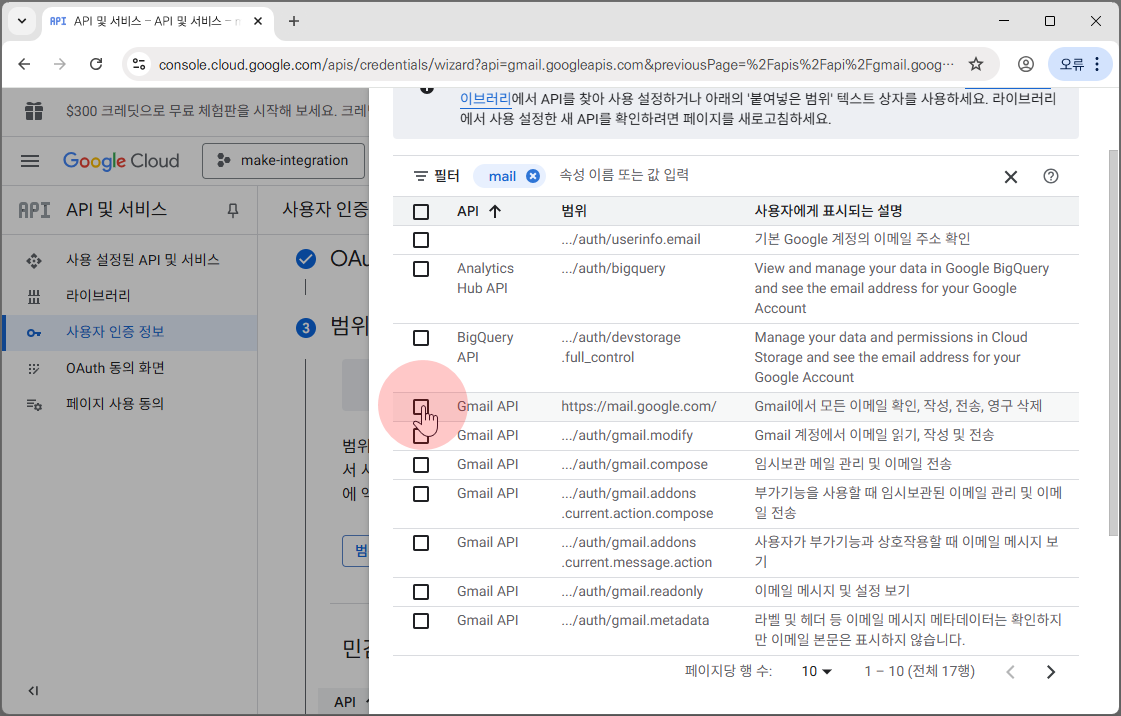 API API 및 서비스 – API 및 서비스 –
console.cloud.google.com/apis/credentials/wizard?api=gmail.googleapis.com&previousPage=%2Fapis%2Fapi%2Fgmail.goog···
오류
$300 크레딧으로 무료 체험판을 시작해 보세요.
Google Cloud
make-integration
API API 및 서비스
사용 설정된 API 및 서비스
라이브러리
사용자 인증 정보
OAuth 동의 화면
페이지 사용 동의
사용자 인증
3 범위
범위
서 사
에
범
민감
API
이브러리에서 API를 찾아 사용 설정하거나 아래의 '붙여넣은 범위' 텍스트 상자를 사용하세요. 라이브러리
에서 사용 설정한 새 API를 확인하려면 페이지를 새로고침하세요.
필터 mail 속성 이름 또는 값 입력
API 범위 사용자에게 표시되는 설명
.../auth/userinfo.email 기본 Google 계정의 이메일 주소 확인
Analytics .../auth/bigquery View and manage your data in Google BigQuery
Hub API and see the email address for your Google
Account
BigQuery .../auth/devstorage Manage your data and permissions in Cloud
API .full_control Storage and see the email address for your
Google Account
Gmail API https://mail.google.com/ Gmail에서 모든 이메일 확인, 작성, 전송, 영구 삭제
Gmail API .../auth/gmail.modify Gmail 계정에서 이메일 읽기, 작성 및 전송
Gmail API .../auth/gmail.compose 임시보관 메일 관리 및 이메일 전송
Gmail API .../auth/gmail.addons 부가기능을 사용할 때 임시보관된 이메일 관리 및 이메
.current.action.compose 일 전송
Gmail API .../auth/gmail.addons 사용자가 부가기능과 상호작용할 때 이메일 메시지 보
.current.message.action 기
Gmail API .../auth/gmail.readonly 이메일 메시지 및 설정 보기
Gmail API .../auth/gmail.metadata 라벨 및 헤더 등 이메일 메시지 메타데이터는 확인하지
만 이메일 본문은 표시하지 않습니다.
페이지당 행 수: 10 1 – 10 (전체 17행)